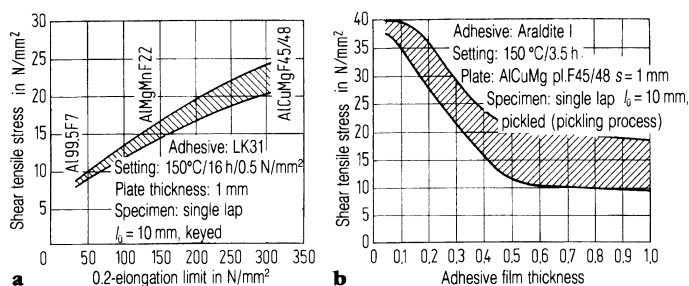 Shear tensile stress in N/mm²
30
25
20
15
10
5
0
50
100
150
200
250
300
350
0.2-elongation limit in N/mm²
Al99.5F7
AlMgMnF22
AlCuMgF45/48
Adhesive: LK31
Setting: 150°C/16 h/0.5 N/mm²
Plate thickness: 1 mm
Specimen: single lap
l₀ = 10 mm, keyed
a
Shear tensile stress in N/mm²
40
35
30
25
20
15
10
0
0 0,1 0,2 0,3 0,4 0,5 0,6 0,7 0,8 0,9 1,0
Adhesive film thickness
Adhesive: Araldite I
Setting: 150 °C/3.5 h
Plate: AlCuMg pl.F45/48 s = 1 mm
Specimen: single lap l₀ = 10 mm,
pickled (pickling process)
b